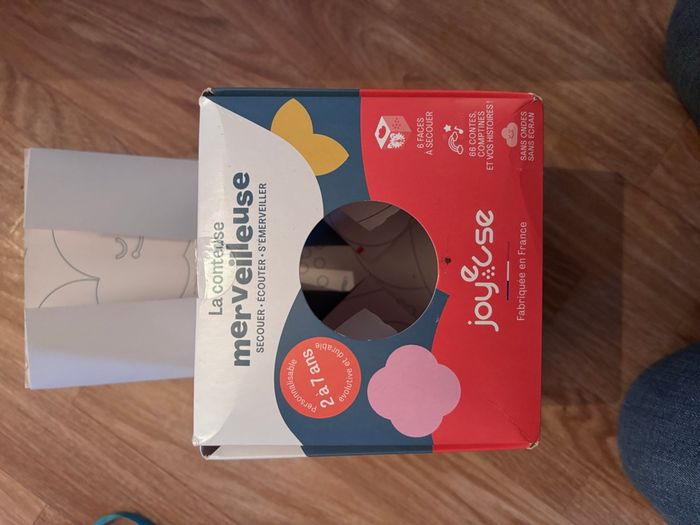 La conteuse
merveilleuse
SECOUER • ÉCOUTER • S'ÉMERVEILLER
Personnalisable
2 à 7 ans
évolutive et durable
6 FACES
À SECOUER
66 CONTES,
COMPTINES
ET VOS HISTOIRES !
SANS ONDES
SANS ÉCRAN
joyeuse
Fabriquée en France